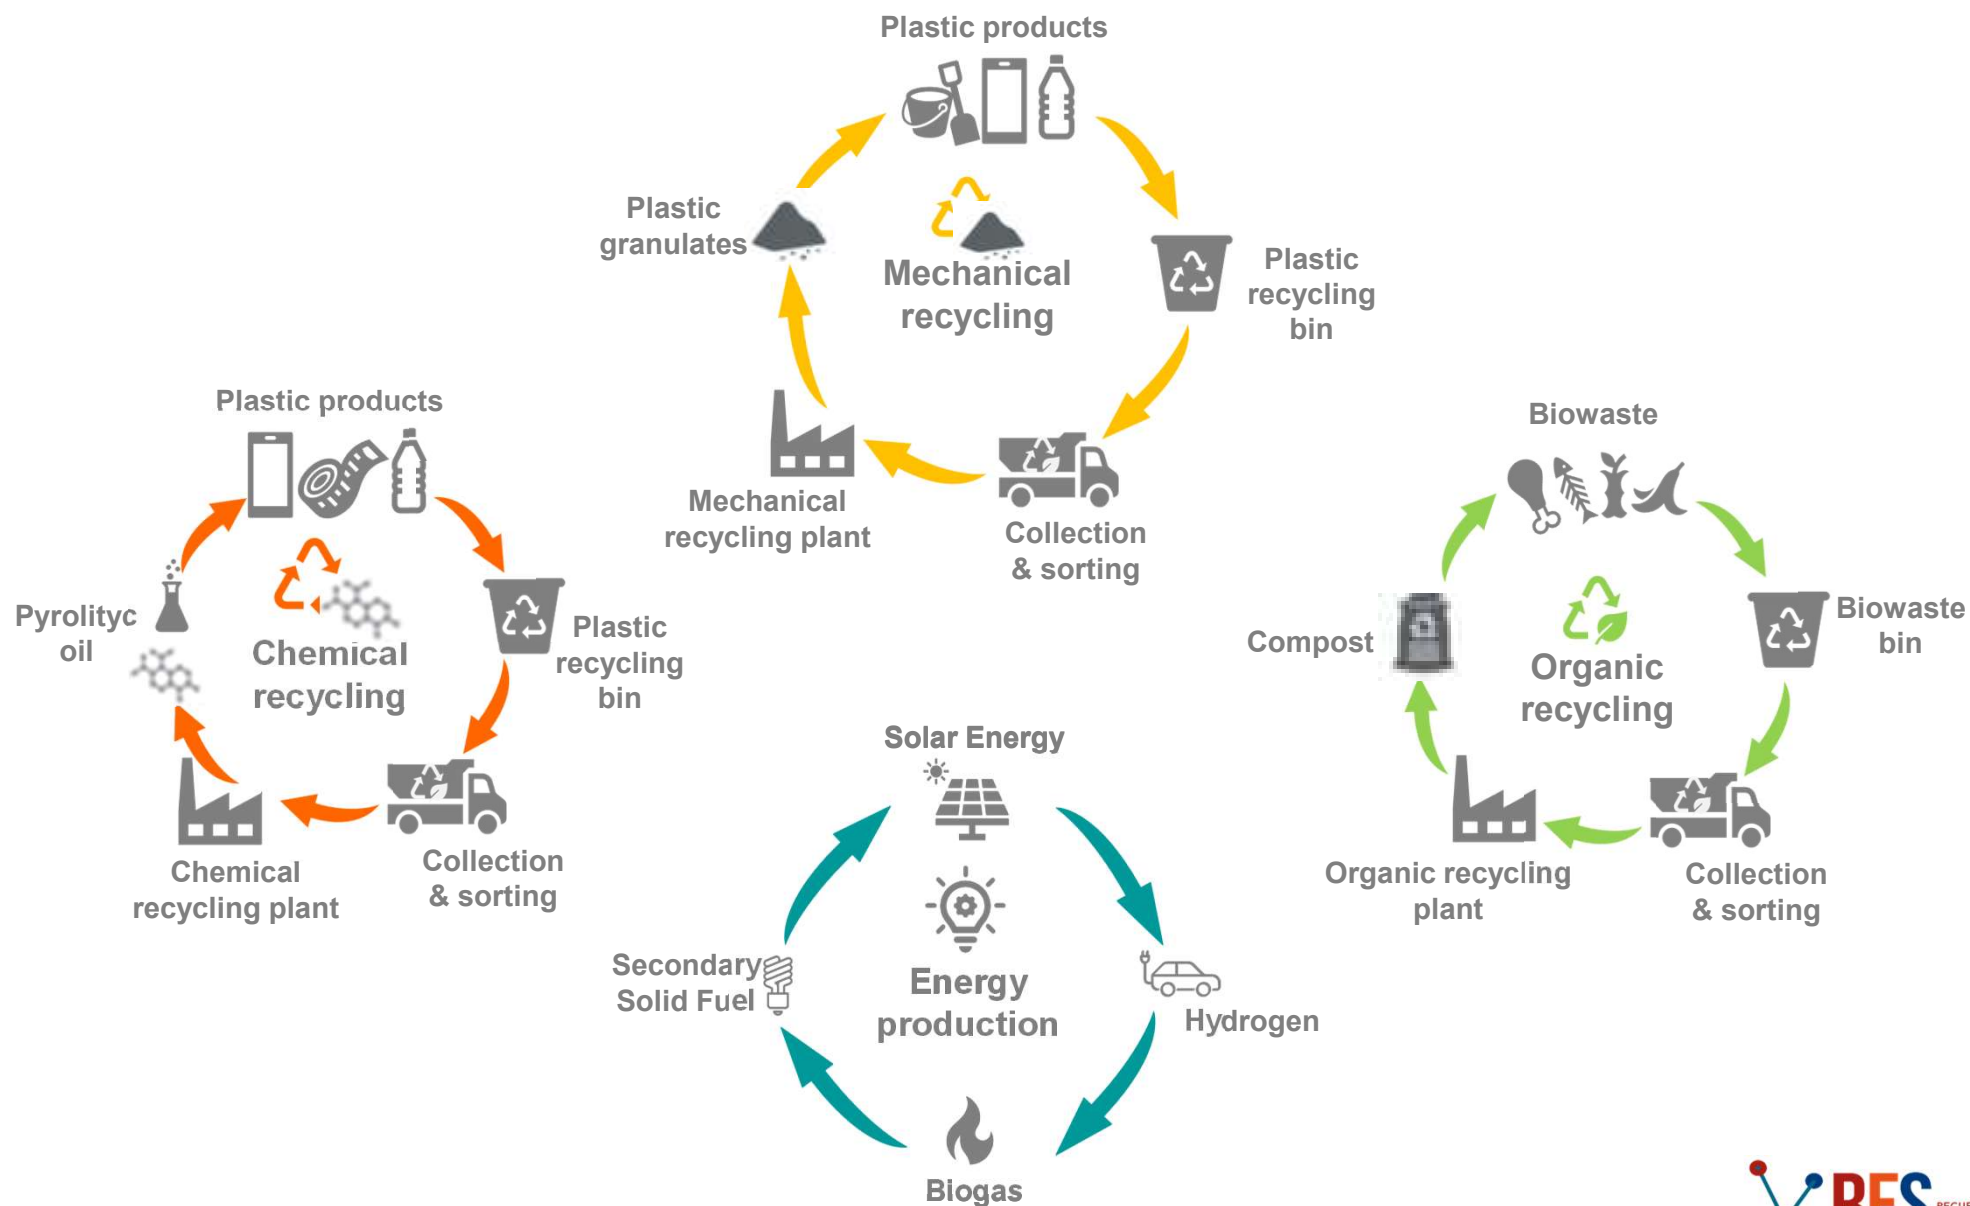 Plastic products
Plastic
granulates
Mechanical
recycling
Plastic
recycling
bin
Mechanical
recycling plant
Collection
& sorting
Plastic products
Pyrolityc
oil
Chemical
recycling
Plastic
recycling
bin
Chemical
recycling plant
Collection
& sorting
Biowaste
Compost
Organic
recycling
Biowaste
bin
Organic recycling
plant
Collection
& sorting
Solar Energy
Secondary
Solid Fuel
Energy
production
Hydrogen
Biogas
RES